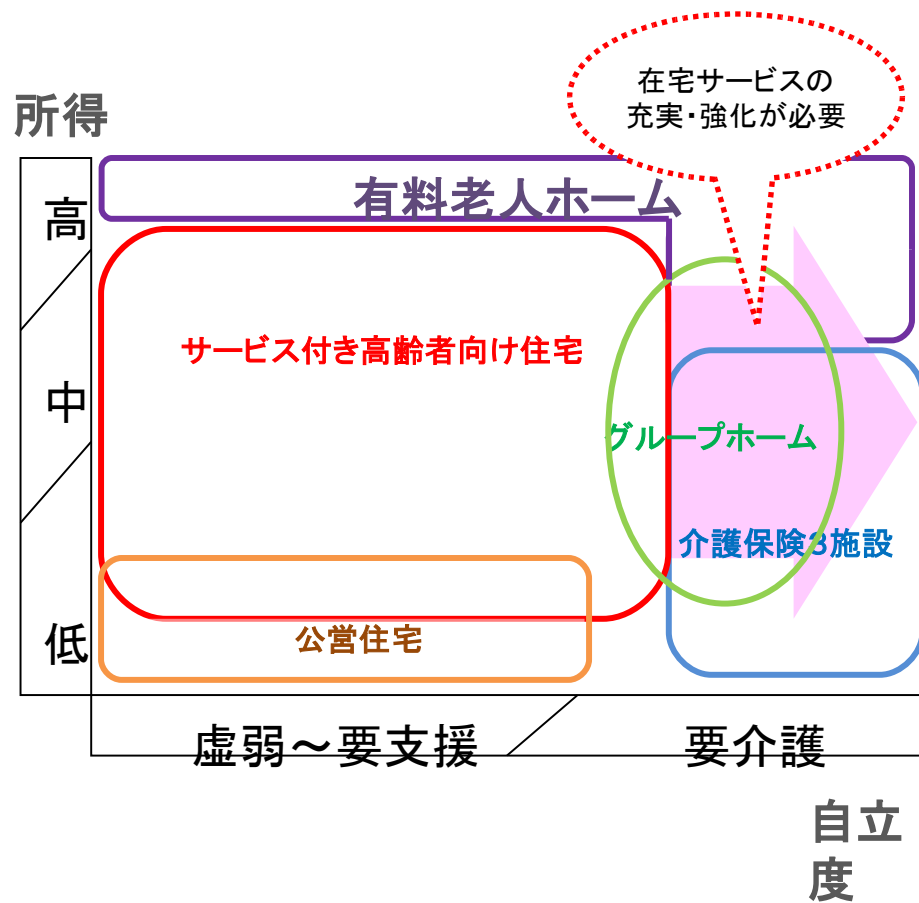 在宅サービスの
充実・強化が必要
所得
高
有料老人ホーム
サービス付き高齢者向け住宅
中
グループホーム
介護保険3施設
低
公営住宅
虚弱～要支援
要介護
自立
度